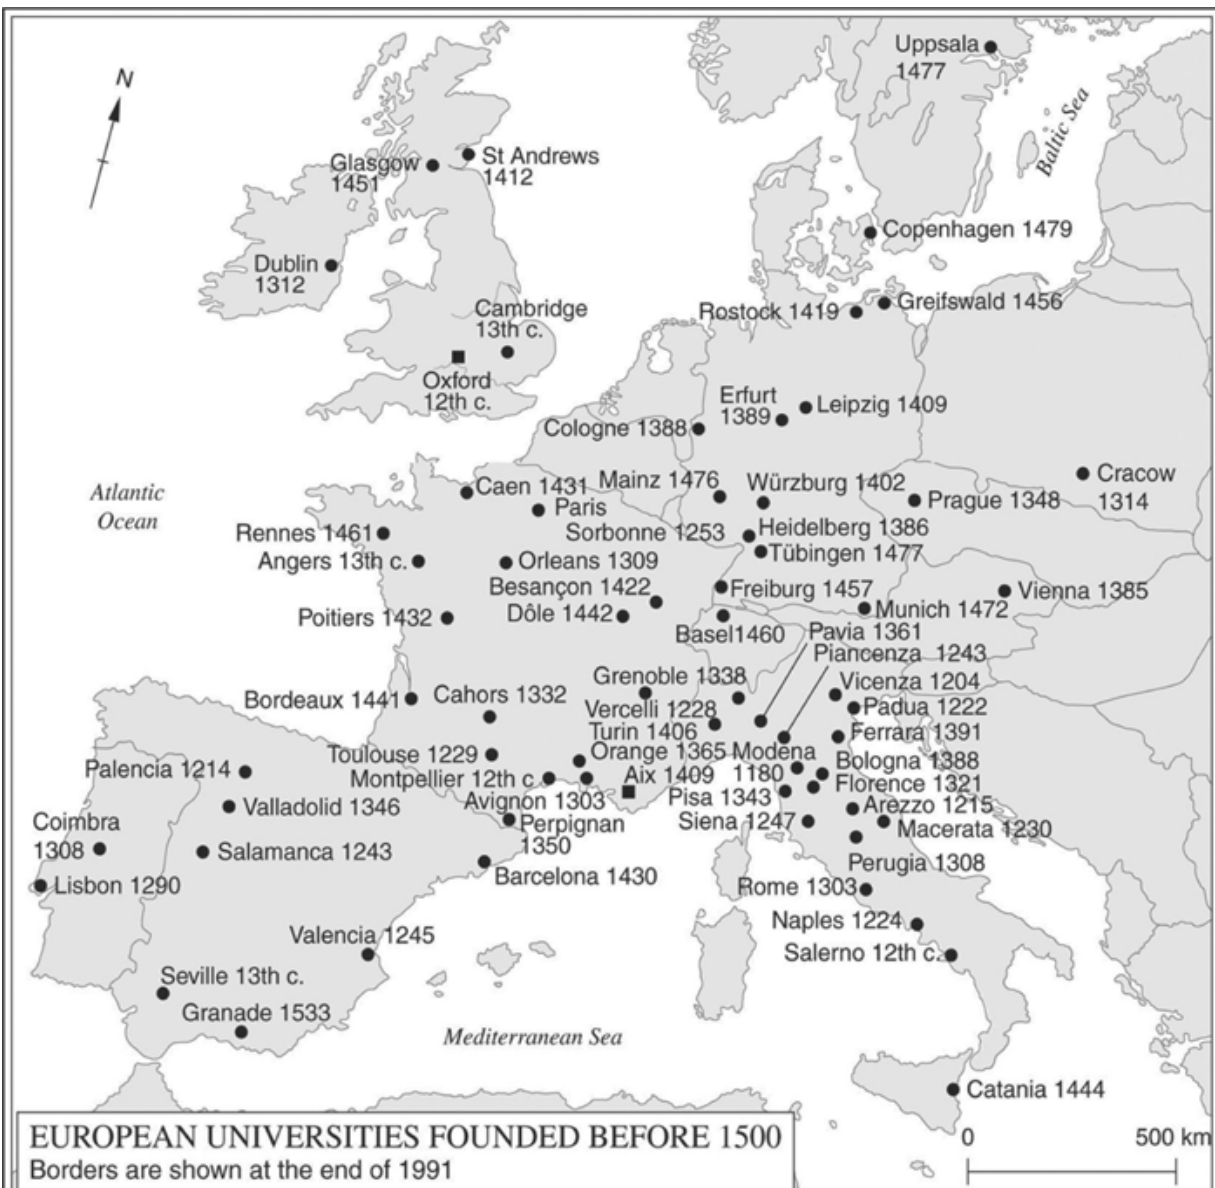 N
Uppsala
1477
Baltic Sea
Glasgow
1451
St Andrews
1412
Copenhagen 1479
Dublin
1312
Cambridge
13th c.
Greifswald 1456
Rostock 1419
Oxford
12th c.
Erfurt
1389
Leipzig 1409
Cologne 1388
Atlantic
Ocean
Caen 1431
Mainz 1476
Würzburg 1402
Cracow
1314
Paris
Sorbonne 1253
Prague 1348
Rennes 1461
Heidelberg 1386
Angers 13th c.
Orleans 1309
Tübingen 1477
Besançon 1422
Freiburg 1457
Vienna 1385
Poitiers 1432
Dôle 1442
Munich 1472
Basel1460
Pavia 1361
Piancenza 1243
Grenoble 1338
Vicenza 1204
Bordeaux 1441
Cahors 1332
Vercelli 1228
Padua 1222
Turin 1406
Ferrara 1391
Toulouse 1229
Orange 1365
Modena
1180
Bologna 1388
Palencia 1214
Montpellier 12th c.
Aix 1409
Florence 1321
Avignon 1303
Pisa 1343
Arezzo 1215
Valladolid 1346
Coimbra
1308
Perpignan
1350
Siena 1247
Macerata 1230
Salamanca 1243
Perugia 1308
Lisbon 1290
Barcelona 1430
Rome 1303
Naples 1224
Valencia 1245
Salerno 12th c.
Seville 13th c.
Granade 1533
Mediterranean Sea
Catania 1444
EUROPEAN UNIVERSITIES FOUNDED BEFORE 1500
Borders are shown at the end of 1991
0 500 km